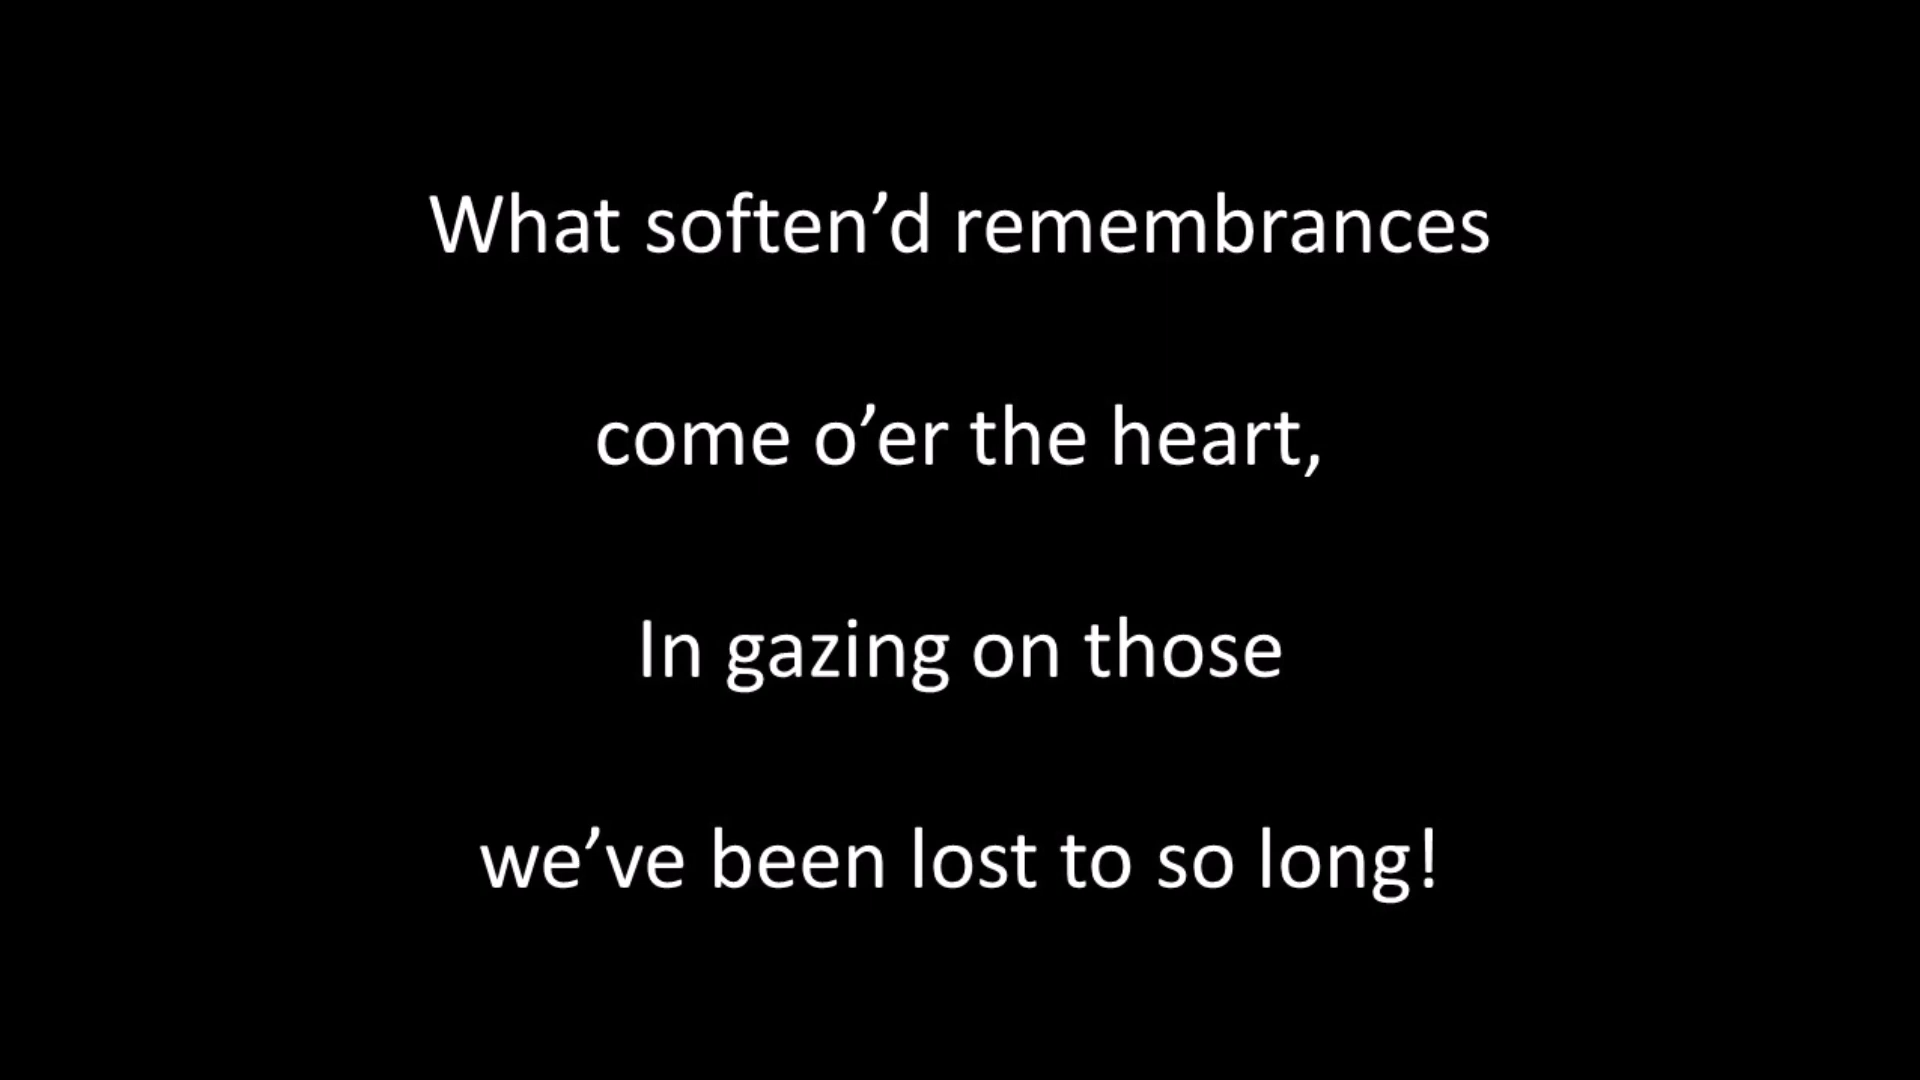 What soften’d remembrances
come o’er the heart,
In gazing on those
we’ve been lost to so long!